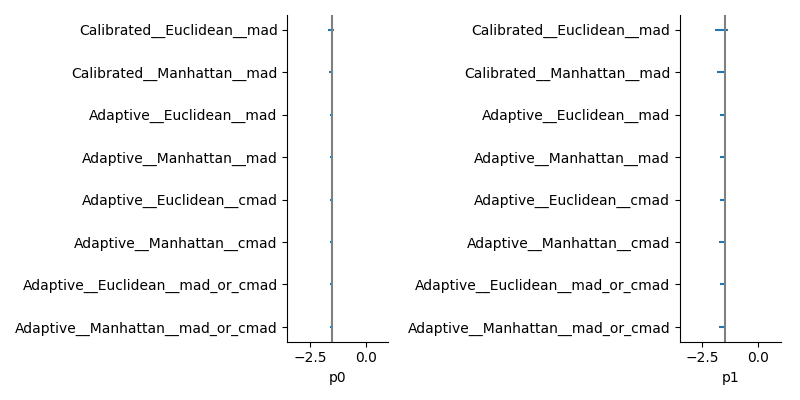 Calibrated__Euclidean__mad
Calibrated__Manhattan__mad
Adaptive__Euclidean__mad
Adaptive__Manhattan__mad
Adaptive__Euclidean__cmad
Adaptive__Manhattan__cmad
Adaptive__Euclidean__mad_or_cmad
Adaptive__Manhattan__mad_or_cmad
−2.5 0.0
p0
Calibrated__Euclidean__mad
Calibrated__Manhattan__mad
Adaptive__Euclidean__mad
Adaptive__Manhattan__mad
Adaptive__Euclidean__cmad
Adaptive__Manhattan__cmad
Adaptive__Euclidean__mad_or_cmad
Adaptive__Manhattan__mad_or_cmad
−2.5 0.0
p1